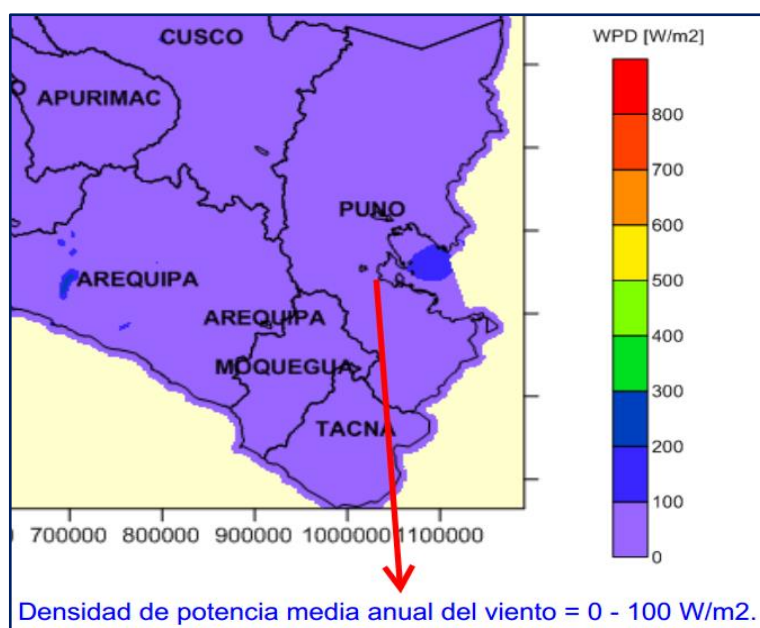 CUSCO
WPD [W/m2]
APURIMAC
800
700
PUNO
600
AREQUIPA
500
AREQUIPA
400
MOQUEGUA
300
TACNA
200
100
0
700000 800000 900000 1000000 1100000
Densidad de potencia media anual del viento = 0 - 100 W/m2.